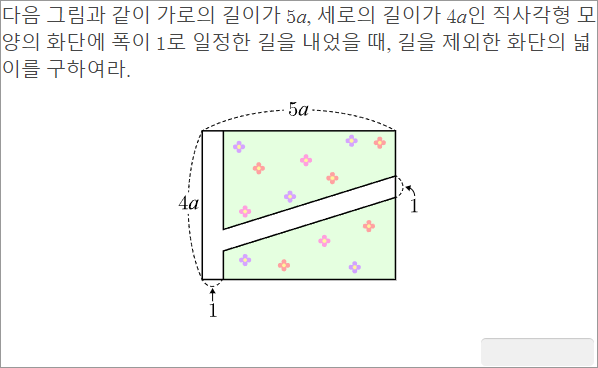 다음 그림과 같이 가로의 길이가 5a, 세로의 길이가 4a인 직사각형 모
양의 화단에 폭이 1로 일정한 길을 내었을 때, 길을 제외한 화단의 넓
이를 구하여라.
5a
4a
1
1